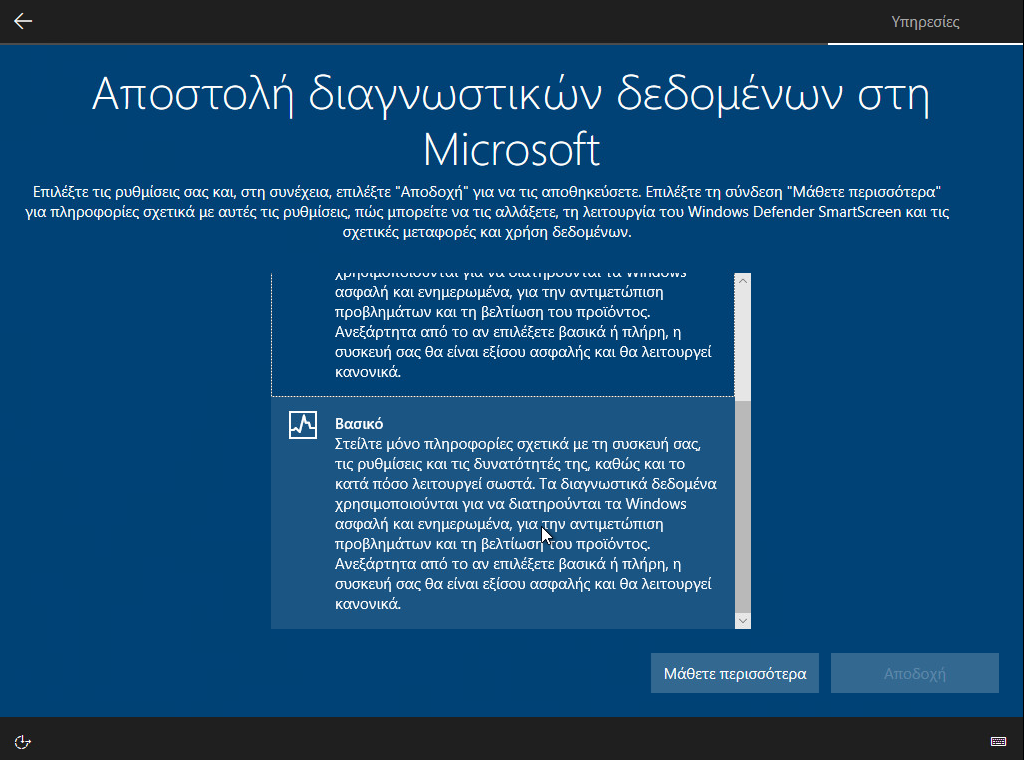 Υπηρεσίες
Αποστολή διαγνωστικών δεδομένων στη
Microsoft
Επιλέξτε τις ρυθμίσεις σας και, στη συνέχεια, επιλέξτε "Αποδοχή" για να τις αποθηκεύσετε. Επιλέξτε τη σύνδεση "Μάθετε περισσότερα"
για πληροφορίες σχετικά με αυτές τις ρυθμίσεις, πώς μπορείτε να τις αλλάξετε, τη λειτουργία του Windows Defender SmartScreen και τις
σχετικές μεταφορές και χρήση δεδομένων.
χρησιμοποιούνται για να διατηρούνται τα Windows
ασφαλή και ενημερωμένα, για την αντιμετώπιση
προβλημάτων και τη βελτίωση του προϊόντος.
Ανεξάρτητα από το αν επιλέξετε βασικά ή πλήρη, η
συσκευή σας θα είναι εξίσου ασφαλής και θα λειτουργεί
κανονικά.
Βασικό
Στείλτε μόνο πληροφορίες σχετικά με τη συσκευή σας,
τις ρυθμίσεις και τις δυνατότητές της, καθώς και το
κατά πόσο λειτουργεί σωστά. Τα διαγνωστικά δεδομένα
χρησιμοποιούνται για να διατηρούνται τα Windows
ασφαλή και ενημερωμένα, για την αντιμετώπιση
προβλημάτων και τη βελτίωση του προϊόντος.
Ανεξάρτητα από το αν επιλέξετε βασικά ή πλήρη, η
συσκευή σας θα είναι εξίσου ασφαλής και θα λειτουργεί
κανονικά.
Μάθετε περισσότερα
Αποδοχή